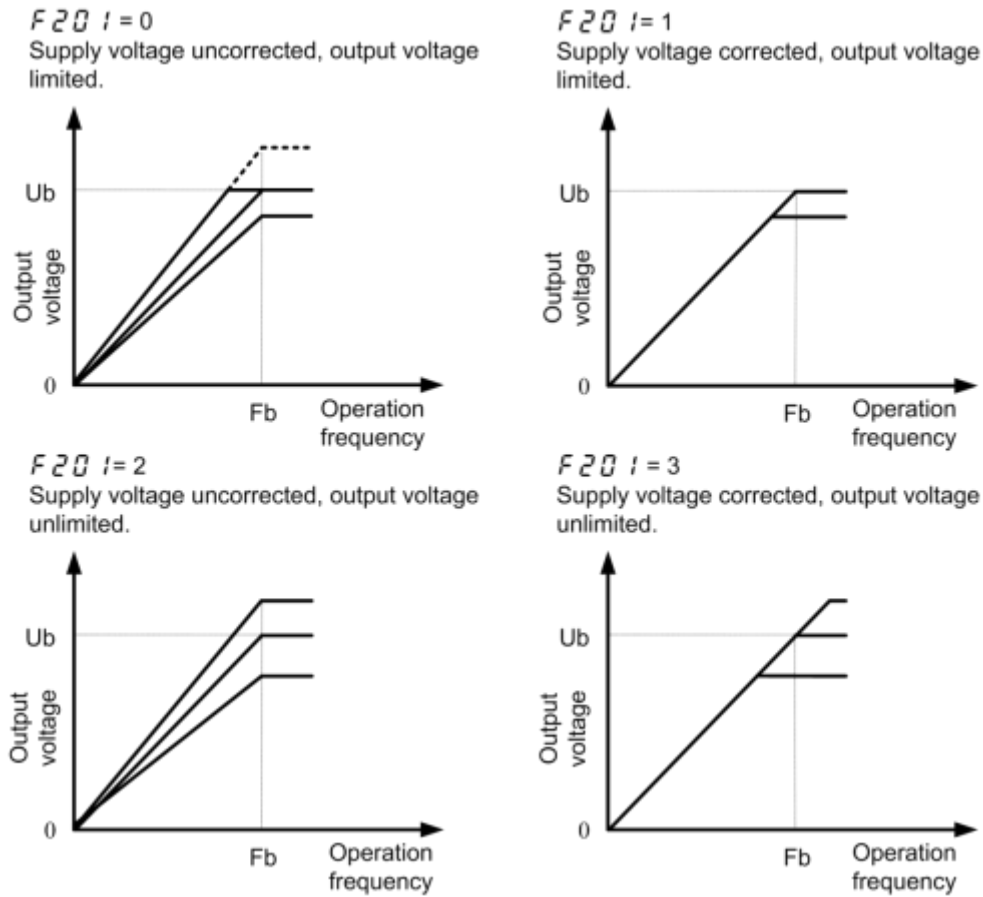 F201 = 0
Supply voltage uncorrected, output voltage
limited.
Ub
Output
voltage
0
Fb
Operation
frequency
F201= 1
Supply voltage corrected, output voltage
limited.
Ub
Output
voltage
0
Fb
Operation
frequency
F201= 2
Supply voltage uncorrected, output voltage
unlimited.
Ub
Output
voltage
0
Fb
Operation
frequency
F201 = 3
Supply voltage corrected, output voltage
unlimited.
Ub
Output
voltage
0
Fb
Operation
frequency